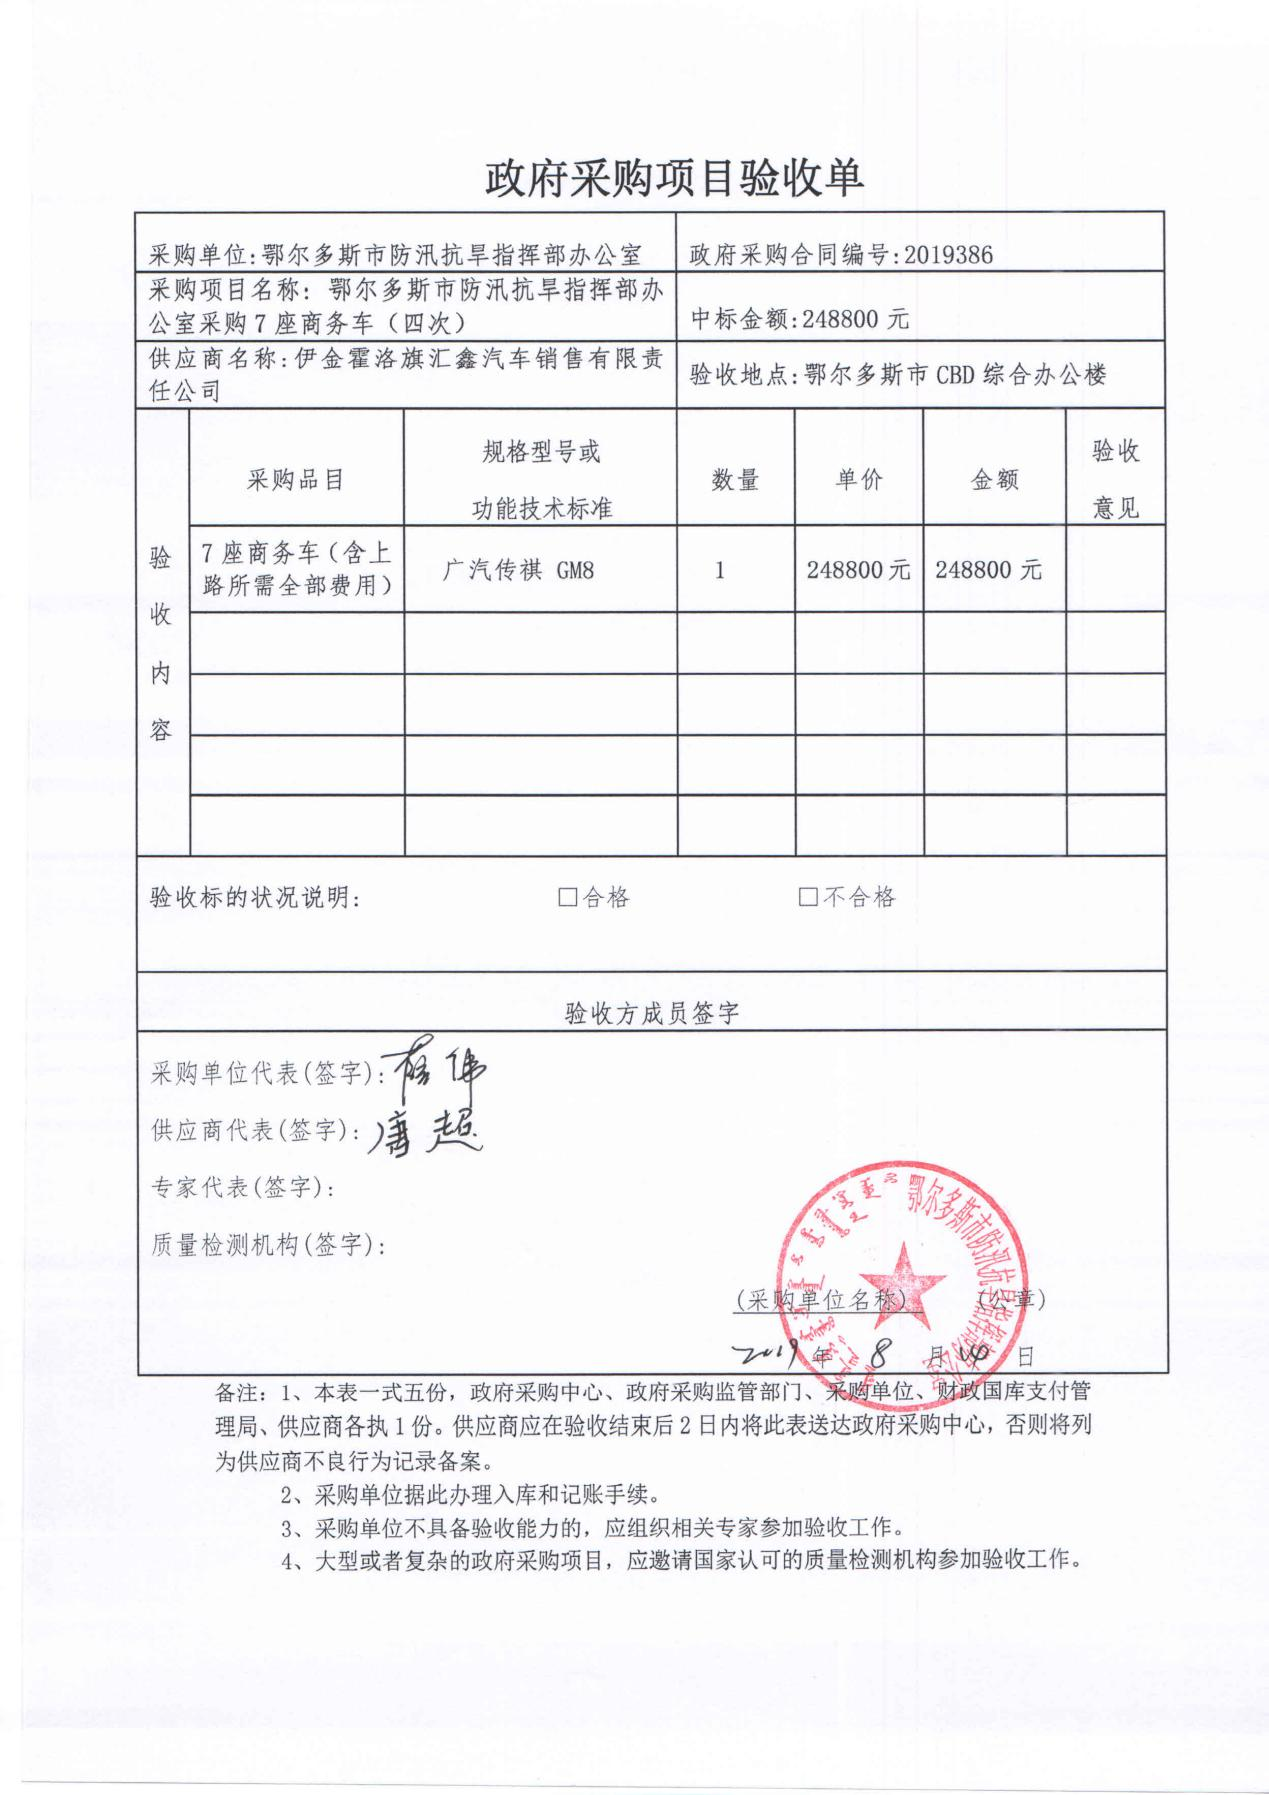 政府采购项目验收单
采购单位:鄂尔多斯市防汛抗旱指挥部办公室
政府采购合同编号:2019386
采购项目名称: 鄂尔多斯市防汛抗旱指挥部办
公室采购7座商务车（四次）
中标金额:248800元
供应商名称:伊金霍洛旗汇鑫汽车销售有限责
任公司
验收地点:鄂尔多斯市CBD综合办公楼
验
收
内
容
采购品目
规格型号或
功能技术标准
数量
单价
金额
验收
意见
7座商务车（含上
路所需全部费用）
广汽传祺 GM8
1
248800元
248800元
验收标的状况说明: □合格 □不合格
验收方成员签字
采购单位代表(签字):
供应商代表(签字): 唐超
专家代表(签字):
质量检测机构(签字):
鄂尔多斯市防汛抗旱指挥部办公室
(采购单位名称) (公章)
2019年 8月 日
备注: 1、本表一式五份，政府采购中心、政府采购监管部门、采购单位、财政国库支付管
理局、供应商各执1份。供应商应在验收结束后2日内将此表送达政府采购中心，否则将列
为供应商不良行为记录备案。
2、采购单位据此办理入库和记账手续。
3、采购单位不具备验收能力的，应组织相关专家参加验收工作。
4、大型或者复杂的政府采购项目，应邀请国家认可的质量检测机构参加验收工作。